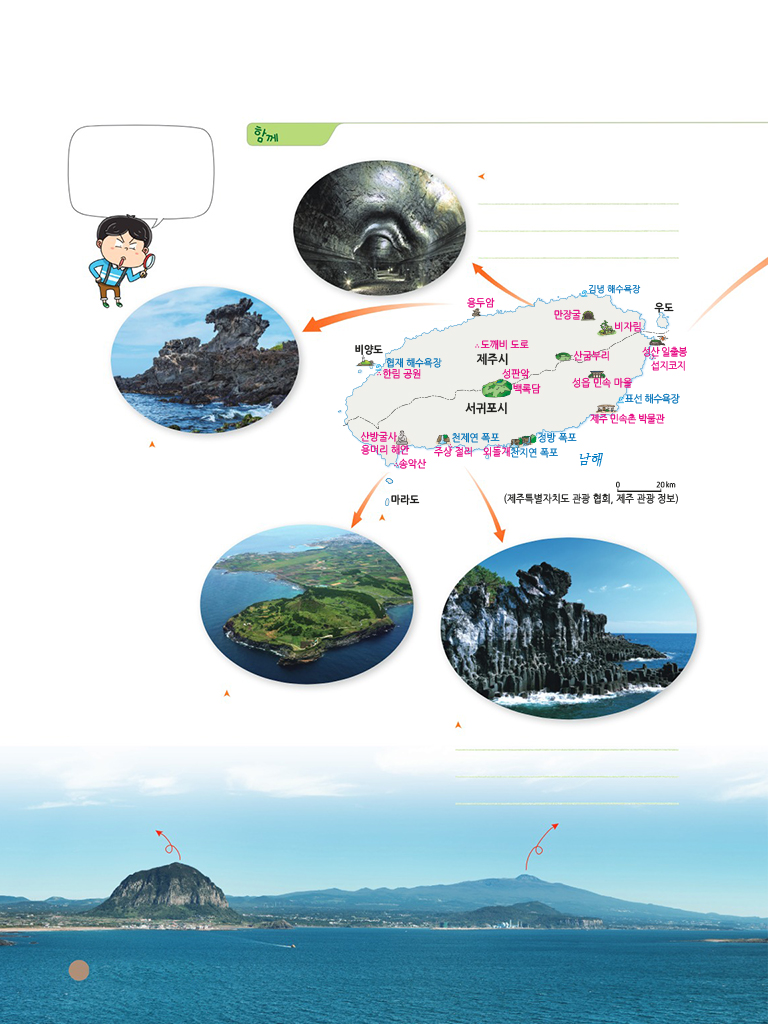 함께
김녕 해수욕장
용두암
우도
만장굴
비자림
도깨비 도로
비양도
제주시
산굼부리
성산 일출봉
협재 해수욕장
섭지코지
한림 공원
성판악
성읍 민속 마을
백록담
표선 해수욕장
서귀포시
제주 민속촌 박물관
산방굴사
천제연 폭포
정방 폭포
용머리 해안
주상 절리
외돌개
천지연 폭포
송악산
남해
0 20 km
마라도
(제주특별자치도 관광 협회, 제주 관광 정보)